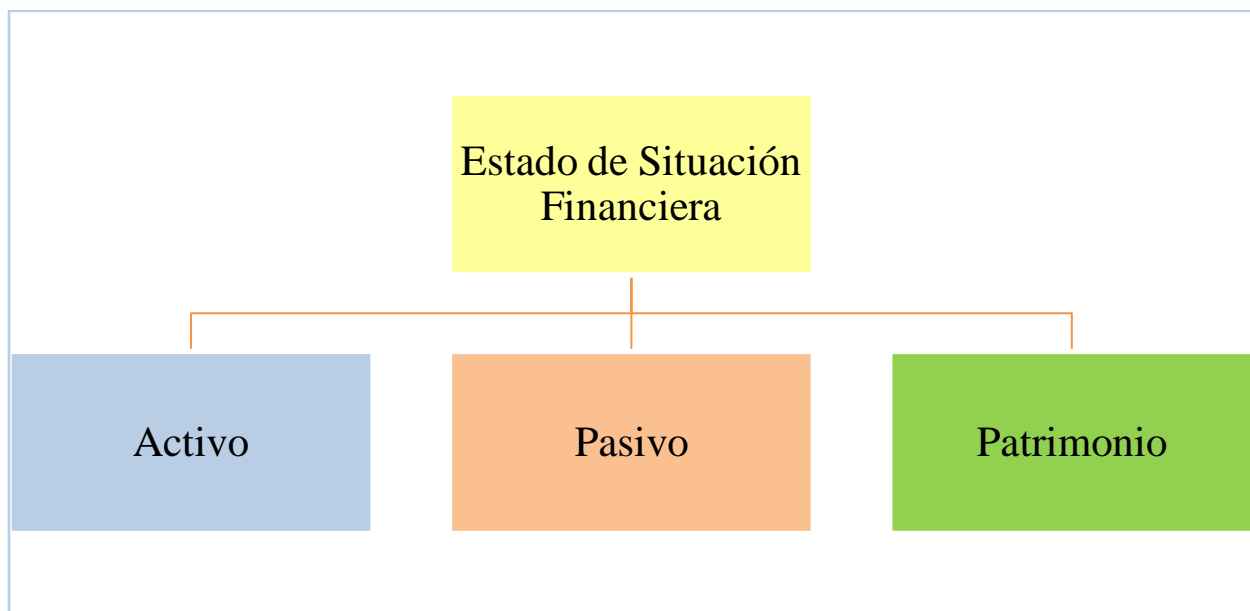 Estado de Situación
Financiera
Activo
Pasivo
Patrimonio